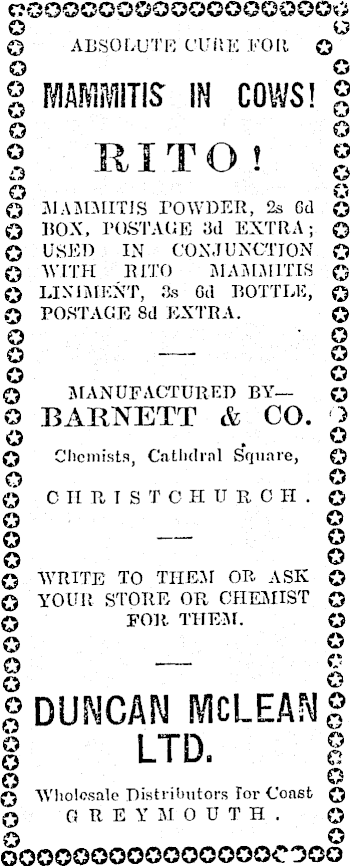 ABSOLUTE CURE FOR
MAMMITIS IN COWS!
RITO!
MAMMITIS POWDER, 2s 6d
BOX, POSTAGE 3d EXTRA;
USED IN CONJUNCTION
WITH RITO MAMMITIS
LINIMENT, 3s 6d BOTTLE,
POSTAGE 8d EXTRA.
MANUFACTURED BY—
BARNETT & CO.
Chemists, Cathdral Square,
CHRISTCHURCH.
WRITE TO THEM OR ASK
YOUR STORE OR CHEMIST
FOR THEM.
DUNCAN McLEAN
LTD.
Wholesale Distributors for Coast
GREYMOUTH.